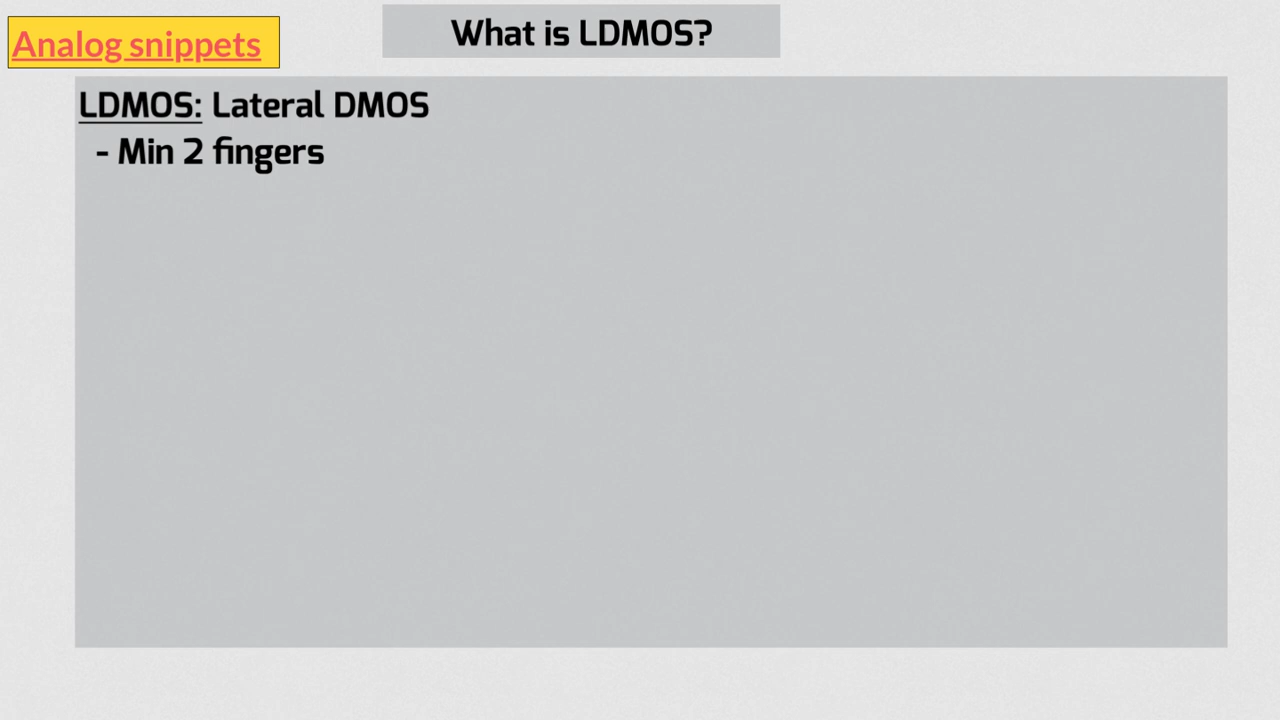 Analog snippets
What is LDMOS?
LDMOS: Lateral DMOS
- Min 2 fingers